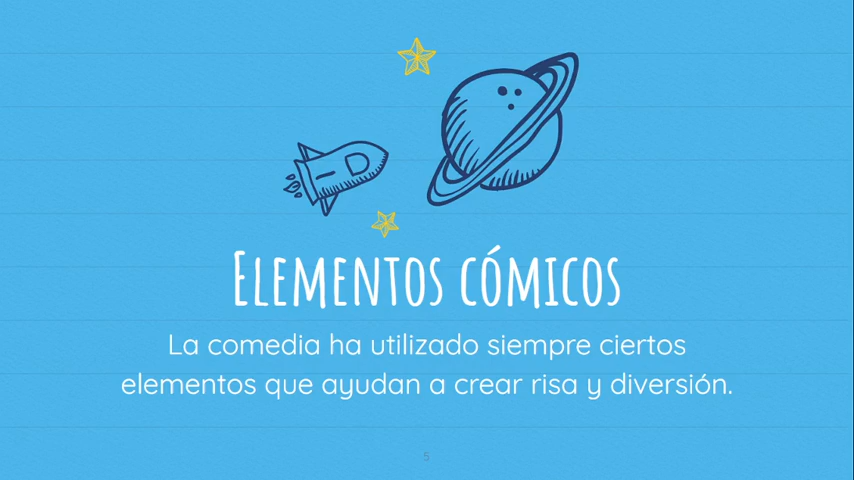 Elementos cómicos
La comedia ha utilizado siempre ciertos
elementos que ayudan a crear risa y diversión.
5